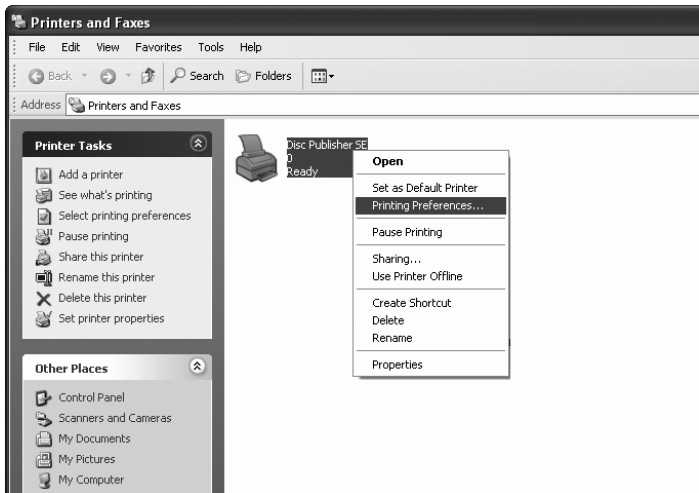 Printers and Faxes
File Edit View Favorites Tools Help
Back Search Folders
Address Printers and Faxes
Printer Tasks
Add a printer
See what's printing
Select printing preferences
Pause printing
Share this printer
Rename this printer
Delete this printer
Set printer properties
Other Places
Control Panel
Scanners and Cameras
My Documents
My Pictures
My Computer
Disc Publisher SE
0
Ready
Open
Set as Default Printer
Printing Preferences...
Pause Printing
Sharing...
Use Printer Offline
Create Shortcut
Delete
Rename
Properties